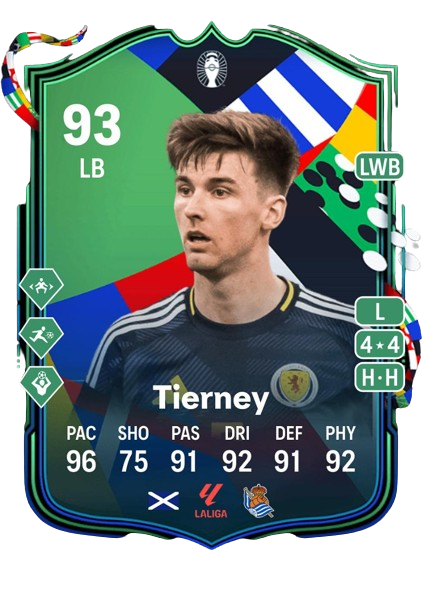 93
LB
LWB
L
4★4
H·H
Tierney
PAC SHO PAS DRI DEF PHY
96 75 91 92 91 92
LALIGA